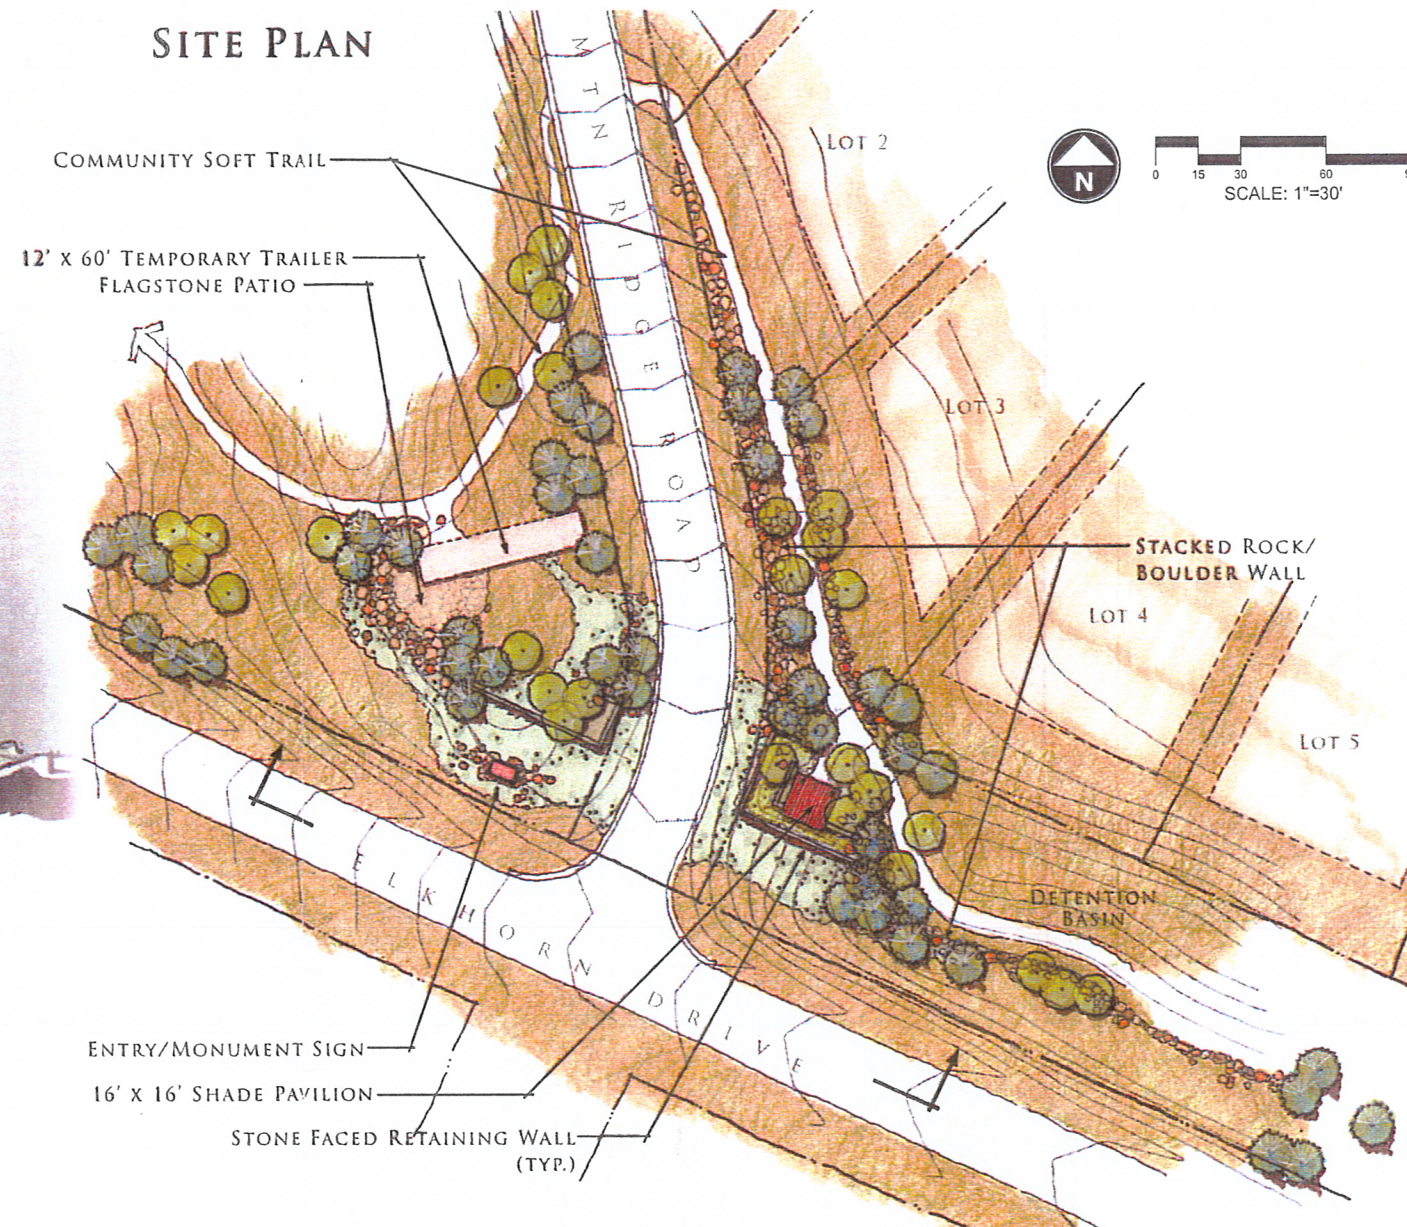 SITE PLAN
COMMUNITY SOFT TRAIL
12' X 60' TEMPORARY TRAILER
FLAGSTONE PATIO
MTN RIDGE ROAD
LOT 2
N
0 15 30 60 9
SCALE: 1"=30'
LOT 3
STACKED ROCK/
BOULDER WALL
LOT 4
LOT 5
DETENTION
BASIN
ELKHORN DRIVE
ENTRY/MONUMENT SIGN
16' X 16' SHADE PAVILION
STONE FACED RETAINING WALL
(TYP.)